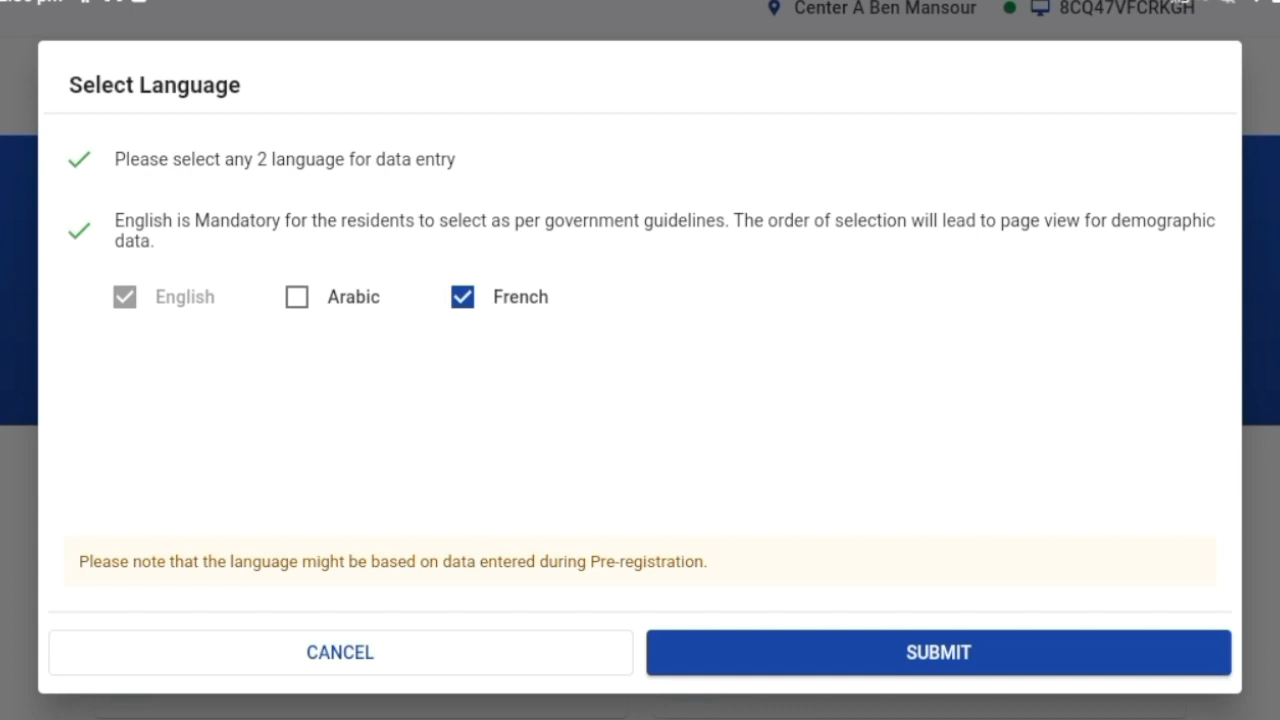 Center A Ben Mansour 8CQ47VFCRKGH
Select Language
Please select any 2 language for data entry
English is Mandatory for the residents to select as per government guidelines. The order of selection will lead to page view for demographic
data.
English Arabic French
Please note that the language might be based on data entered during Pre-registration.
CANCEL SUBMIT